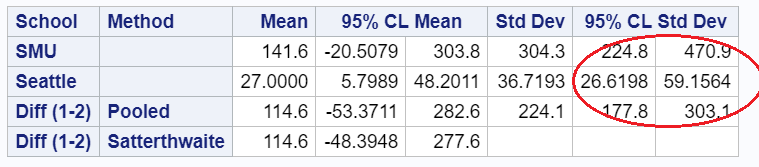 School Method Mean 95% CL Mean Std Dev 95% CL Std Dev
SMU 141.6 -20.5079 303.8 304.3 224.8 470.9
Seattle 27.0000 5.7989 48.2011 36.7193 26.6198 59.1564
Diff (1-2) Pooled 114.6 -53.3711 282.6 224.1 177.8 303.1
Diff (1-2) Satterthwaite 114.6 -48.3948 277.6